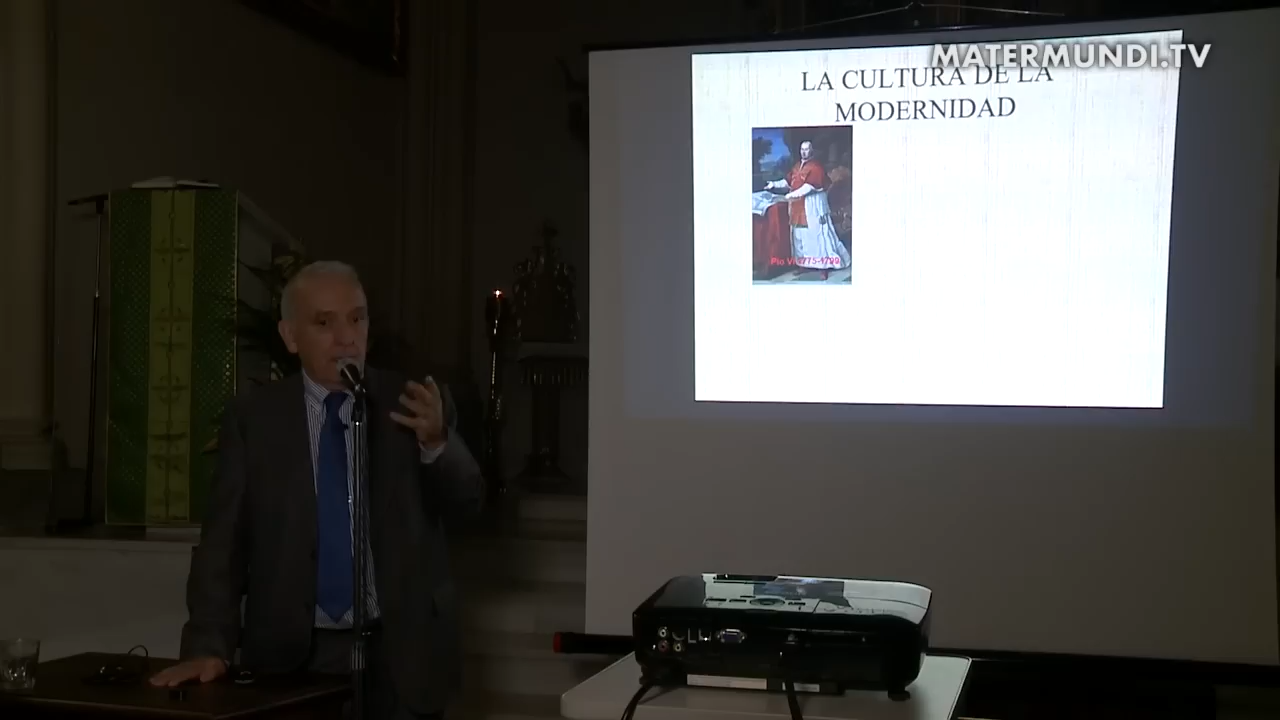 MATERMUNDI.TV
LA CULTURA DE LA
MODERNIDAD
Pio VI 1775-1799